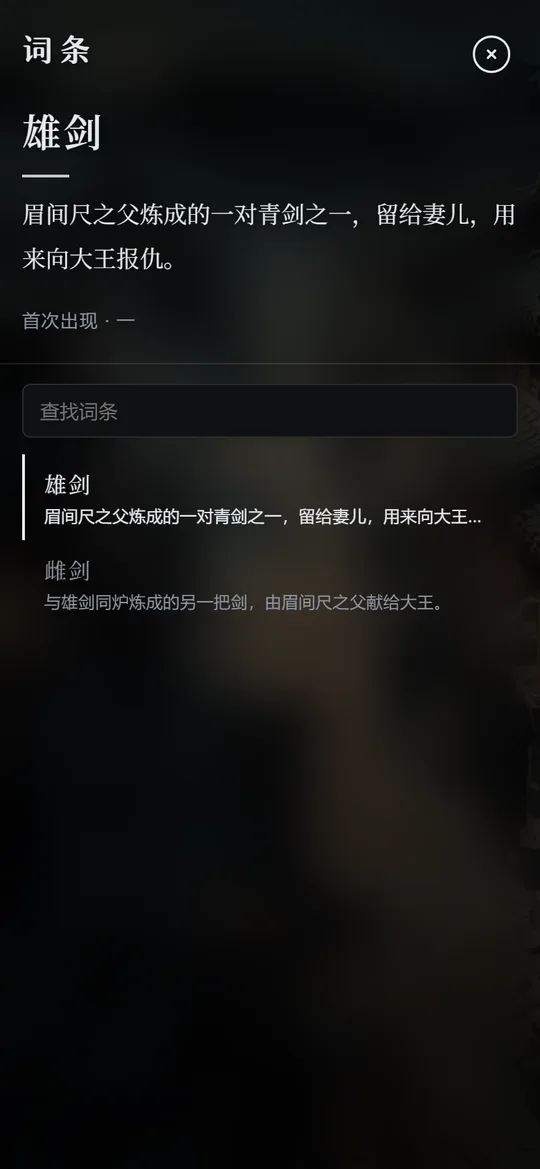 词条
雄剑
眉间尺之父炼成的一对青剑之一，留给妻儿，用
来向大王报仇。
首次出现 · 一
查找词条
雄剑
眉间尺之父炼成的一对青剑之一，留给妻儿，用来向大王...
雌剑
与雄剑同炉炼成的另一把剑，由眉间尺之父献给大王。